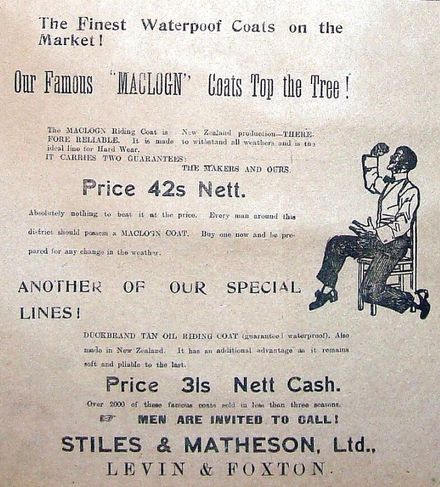 The Finest Waterpoof Coats on the
Market!
Our Famous "MACLOGN" Coats Top the Tree!
The MACLOGN Riding Coat is New Zealand production—THERE-
FORE RELIABLE. It is made to withstand all weathers and is the
ideal line for Hard Wear.
IT CARRIES TWO GUARANTEES:
THE MAKERS AND OURS.
Price 42s Nett.
Absolutely nothing to beat it at the price. Every man around this
district should possess a MACLOGN COAT. Buy one now and be pre-
pared for any change in the weather.
ANOTHER OF OUR SPECIAL
LINES!
DUCKBRAND TAN OIL RIDING COAT (guaranteed waterproof). Also
made in New Zealand. It has an additional advantage as it remains
soft and pliable to the last.
Price 31s Nett Cash.
Over 2000 of these famous coats sold in less than three seasons.
☞ MEN ARE INVITED TO CALL!
STILES & MATHESON, Ltd.,
LEVIN & FOXTON.